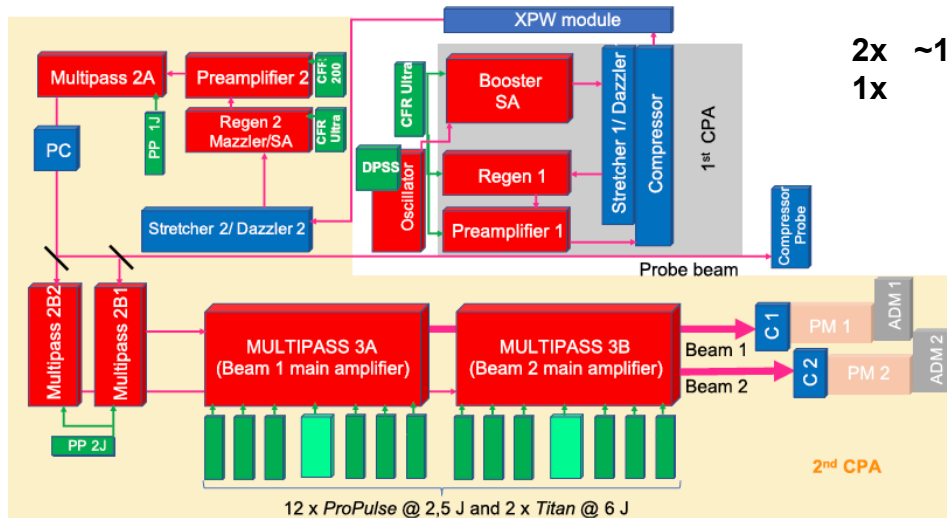 XPW module
2x ~1
1x
Multipass 2A
Preamplifier 2
CFR
200
CFR Ultra
Booster
SA
Stretcher 1/ Dazzler
Compressor
1st CPA
Regen 2
Mazzler/SA
CFR
Ultra
PP 1J
PC
DPSS
Oscillator
Regen 1
Preamplifier 1
Stretcher 2/ Dazzler 2
Compressor
Probe
Probe beam
Multipass 2B2
Multipass 2B1
MULTIPASS 3A
(Beam 1 main amplifier)
MULTIPASS 3B
(Beam 2 main amplifier)
Beam 1
Beam 2
C 1
PM 1
ADM 1
C 2
PM 2
ADM 2
PP 2J
2nd CPA
12 x ProPulse @ 2,5 J and 2 x Titan @ 6 J